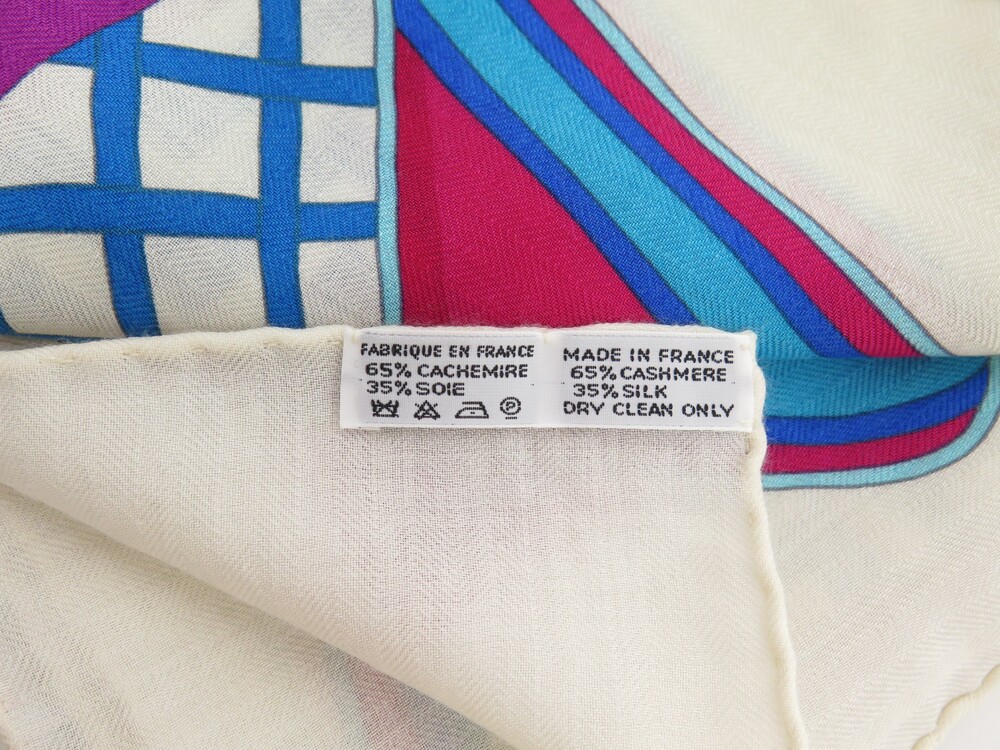 FABRIQUE EN FRANCE
65% CACHEMIRE
35% SOIE
P
MADE IN FRANCE
65% CASHMERE
35% SILK
DRY CLEAN ONLY